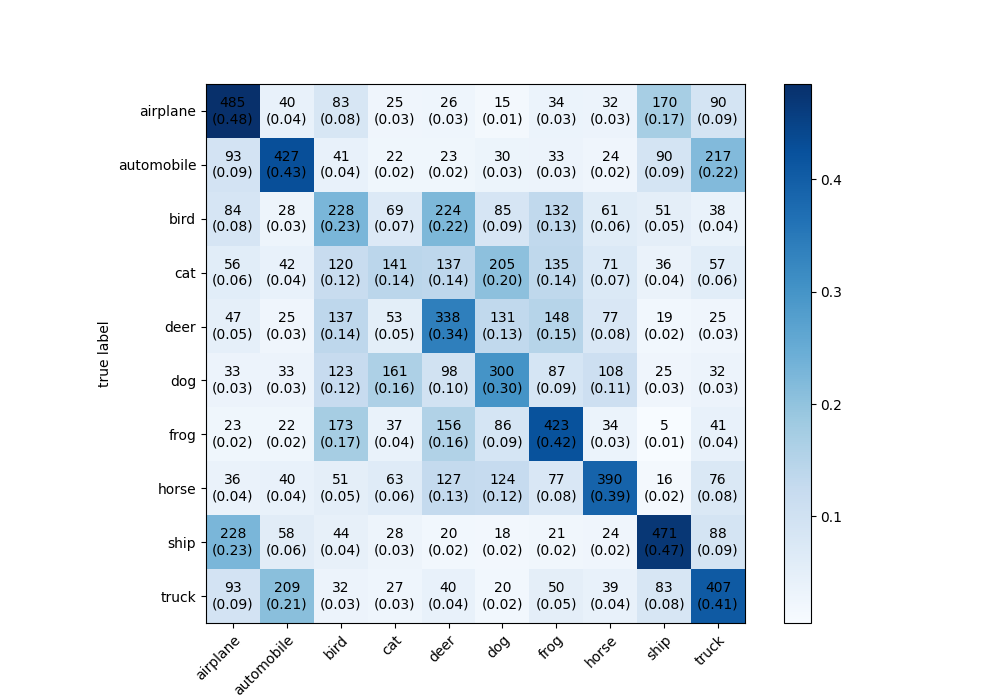 true label
airplane 485 40 83 25 26 15 34 32 170 90
(0.48) (0.04) (0.08) (0.03) (0.03) (0.01) (0.03) (0.03) (0.17) (0.09)
automobile 93 427 41 22 23 30 33 24 90 217
(0.09) (0.43) (0.04) (0.02) (0.02) (0.03) (0.03) (0.02) (0.09) (0.22)
bird 84 28 228 69 224 85 132 61 51 38
(0.08) (0.03) (0.23) (0.07) (0.22) (0.09) (0.13) (0.06) (0.05) (0.04)
cat 56 42 120 141 137 205 135 71 36 57
(0.06) (0.04) (0.12) (0.14) (0.14) (0.20) (0.14) (0.07) (0.04) (0.06)
deer 47 25 137 53 338 131 148 77 19 25
(0.05) (0.03) (0.14) (0.05) (0.34) (0.13) (0.15) (0.08) (0.02) (0.03)
dog 33 33 123 161 98 300 87 108 25 32
(0.03) (0.03) (0.12) (0.16) (0.10) (0.30) (0.09) (0.11) (0.03) (0.03)
frog 23 22 173 37 156 86 423 34 5 41
(0.02) (0.02) (0.17) (0.04) (0.16) (0.09) (0.42) (0.03) (0.01) (0.04)
horse 36 40 51 63 127 124 77 390 16 76
(0.04) (0.04) (0.05) (0.06) (0.13) (0.12) (0.08) (0.39) (0.02) (0.08)
ship 228 58 44 28 20 18 21 24 471 88
(0.23) (0.06) (0.04) (0.03) (0.02) (0.02) (0.02) (0.02) (0.47) (0.09)
truck 93 209 32 27 40 20 50 39 83 407
(0.09) (0.21) (0.03) (0.03) (0.04) (0.02) (0.05) (0.04) (0.08) (0.41)
airplane automobile bird cat deer dog frog horse ship truck
0.4
0.3
0.2
0.1